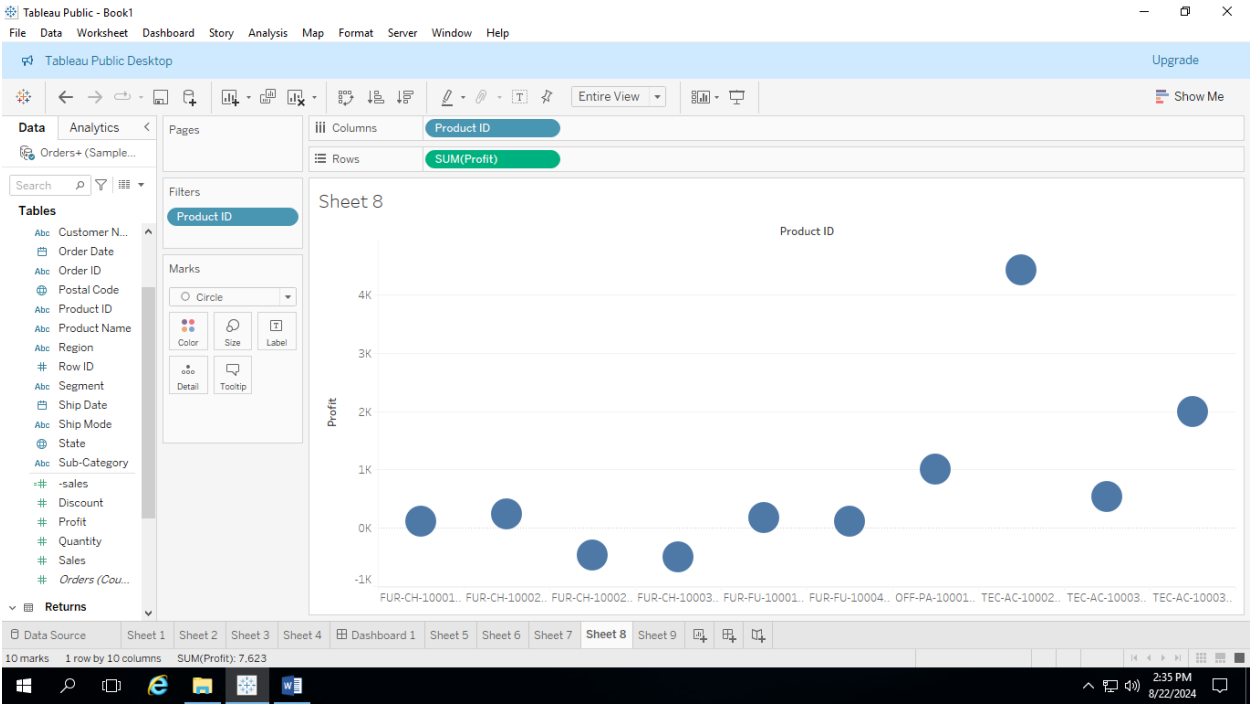 Tableau Public - Book1
File Data Worksheet Dashboard Story Analysis Map Format Server Window Help
Tableau Public Desktop
Upgrade
Entire View
Show Me
Data Analytics
Orders+ (Sample...
Search
Tables
Abc Customer N...
Order Date
Abc Order ID
Postal Code
Abc Product ID
Abc Product Name
Abc Region
# Row ID
Abc Segment
Ship Date
Abc Ship Mode
State
Abc Sub-Category
=# -sales
# Discount
# Profit
# Quantity
# Sales
# Orders (Cou...
Returns
Pages
Filters
Product ID
Marks
Circle
Color Size Label
Detail Tooltip
Columns Product ID
Rows SUM(Profit)
Sheet 8
Product ID
Profit
4K
3K
2K
1K
0K
-1K
FUR-CH-10001.. FUR-CH-10002.. FUR-CH-10002.. FUR-CH-10003.. FUR-FU-10001.. FUR-FU-10004.. OFF-PA-10001.. TEC-AC-10002.. TEC-AC-10003.. TEC-AC-10003..
Data Source Sheet 1 Sheet 2 Sheet 3 Sheet 4 Dashboard 1 Sheet 5 Sheet 6 Sheet 7 Sheet 8 Sheet 9
10 marks 1 row by 10 columns SUM(Profit): 7,623
2:35 PM
8/22/2024